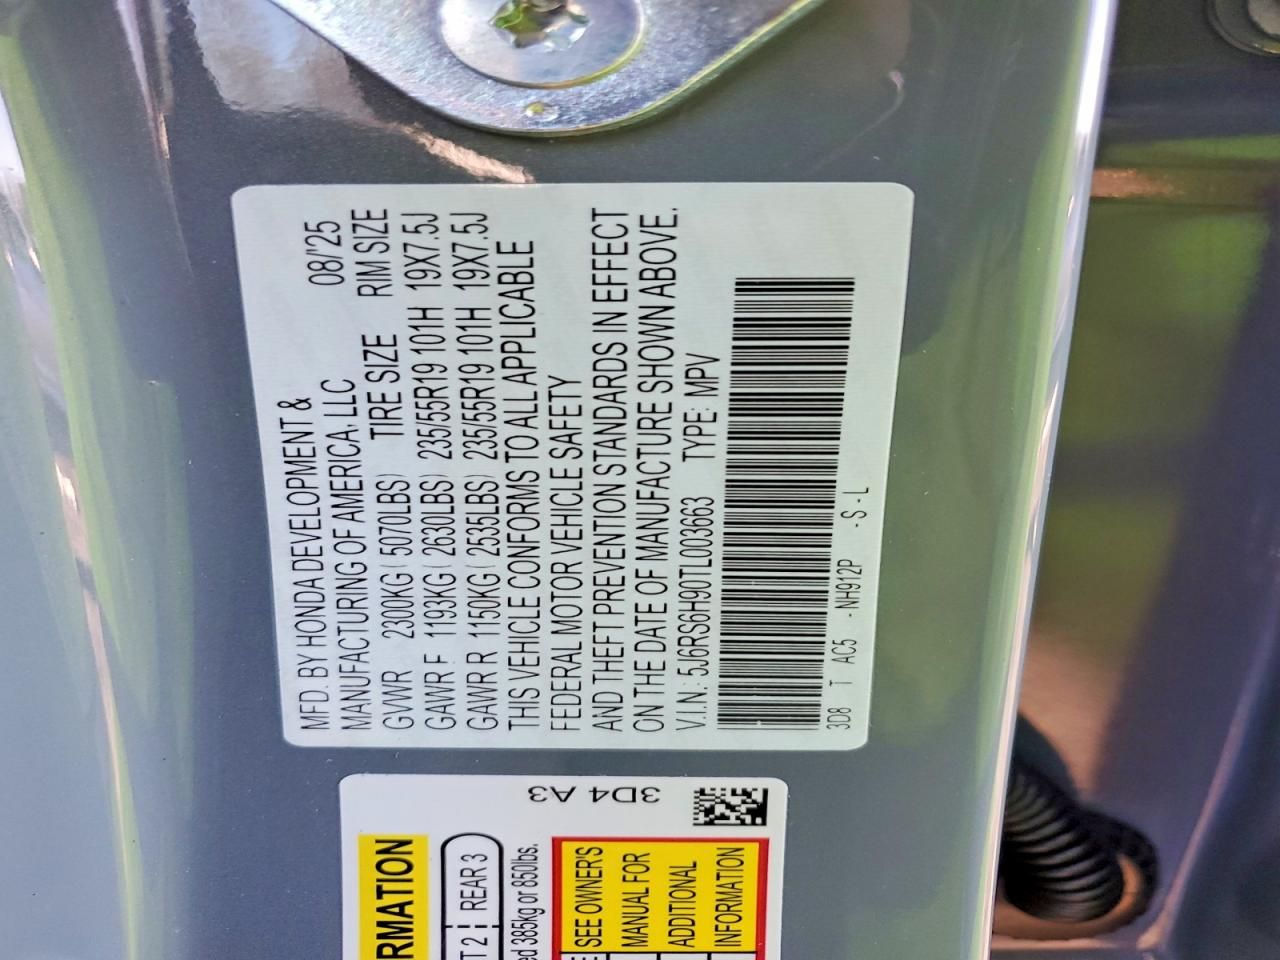 MFD. BY HONDA DEVELOPMENT &
MANUFACTURING OF AMERICA, LLC 08/'25
GVWR 2300KG ( 5070LBS) TIRE SIZE RIM SIZE
GAWR F 1193KG ( 2630LBS) 235/55R19 101H 19X7.5J
GAWR R 1150KG ( 2535LBS) 235/55R19 101H 19X7.5J
THIS VEHICLE CONFORMS TO ALL APPLICABLE
FEDERAL MOTOR VEHICLE SAFETY
AND THEFT PREVENTION STANDARDS IN EFFECT
ON THE DATE OF MANUFACTURE SHOWN ABOVE.
V.I.N.: 5J6RS6H90TL003663 TYPE: MPV
3D8 T AC5 -NH912P -S -L
3D4 A3
RMATION
T 2 REAR 3
ed 385kg or 850lbs.
SEE OWNER'S
MANUAL FOR
ADDITIONAL
INFORMATION